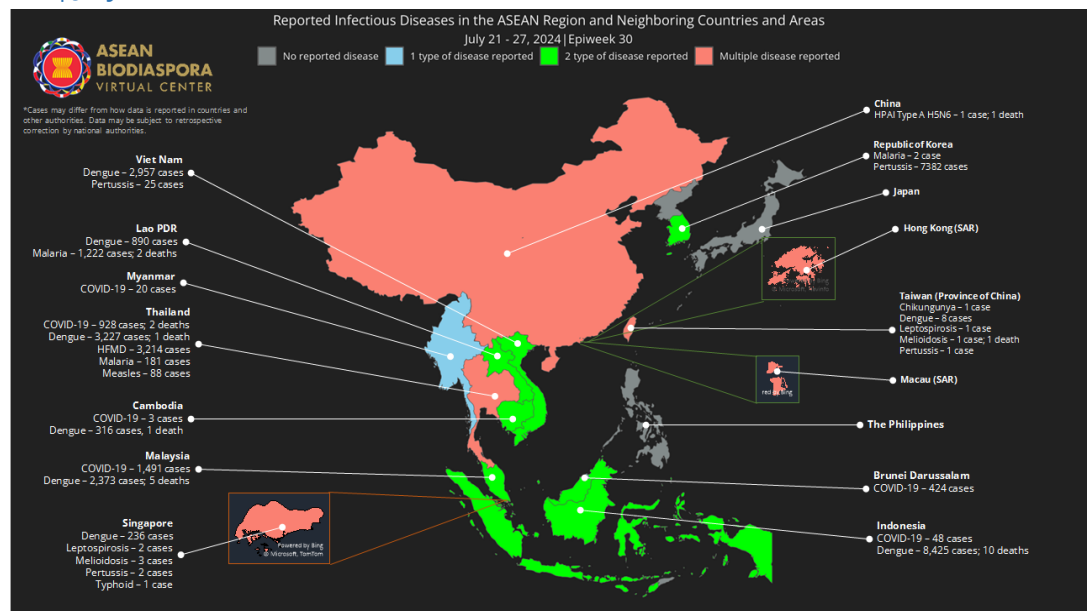 Reported Infectious Diseases in the ASEAN Region and Neighboring Countries and Areas
July 21 - 27, 2024|Epiweek 30
No reported disease
1 type of disease reported
2 type of disease reported
Multiple disease reported
ASEAN
BIODIASPORA
VIRTUAL CENTER
*Cases may differ from how data is reported in countries and
other authorities. Data may be subject to retrospective
correction by national authorities.
Viet Nam
Dengue – 2,957 cases
Pertussis – 25 cases
Lao PDR
Dengue – 890 cases
Malaria – 1,222 cases; 2 deaths
Myanmar
COVID-19 – 20 cases
Thailand
COVID-19 – 928 cases; 2 deaths
Dengue – 3,227 cases; 1 death
HFMD – 3,214 cases
Malaria – 181 cases
Measles – 88 cases
Cambodia
COVID-19 – 3 cases
Dengue – 316 cases, 1 death
Malaysia
COVID-19 – 1,491 cases
Dengue – 2,373 cases; 5 deaths
Singapore
Dengue – 236 cases
Leptospirosis – 2 cases
Melioidosis – 3 cases
Pertussis – 2 cases
Typhoid – 1 case
Powered by Bing
© Microsoft, TomTom
China
HPAI Type A H5N6 – 1 case; 1 death
Republic of Korea
Malaria – 2 case
Pertussis – 7382 cases
Japan
Hong Kong (SAR)
Taiwan (Province of China)
Chikungunya – 1 case
Dengue – 8 cases
Leptospirosis – 1 case
Melioidosis – 1 case; 1 death
Pertussis – 1 case
Macau (SAR)
red by Bing
The Philippines
Brunei Darussalam
COVID-19 – 424 cases
Indonesia
COVID-19 – 48 cases
Dengue – 8,425 cases; 10 deaths